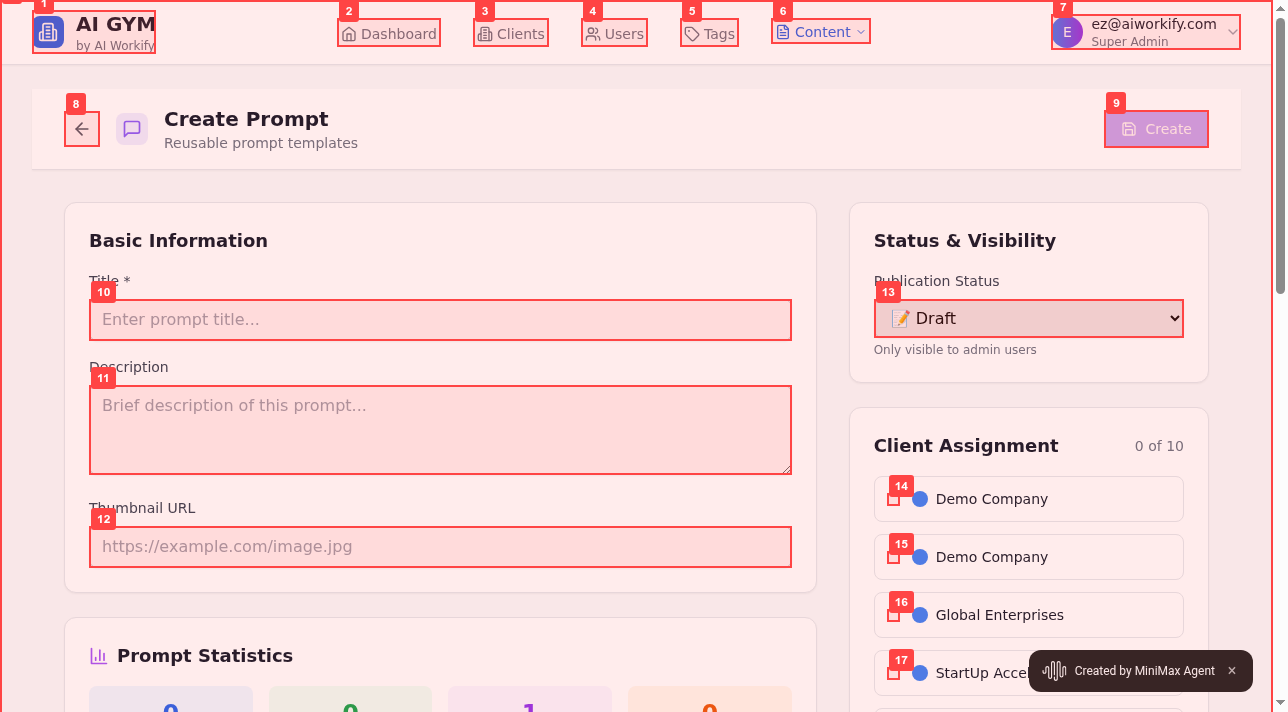 1
AI GYM
by AI Workify
2
Dashboard
3
Clients
4
Users
5
Tags
6
Content
7
E
ez@aiworkify.com
Super Admin
8
Create Prompt
Reusable prompt templates
9
Create
Basic Information
Title *
10
Enter prompt title...
Description
11
Brief description of this prompt...
Thumbnail URL
12
https://example.com/image.jpg
Prompt Statistics
0
0
1
0
Status & Visibility
Publication Status
13
📝 Draft
Only visible to admin users
Client Assignment
0 of 10
14
Demo Company
15
Demo Company
16
Global Enterprises
17
StartUp Accel
Created by MiniMax Agent
×